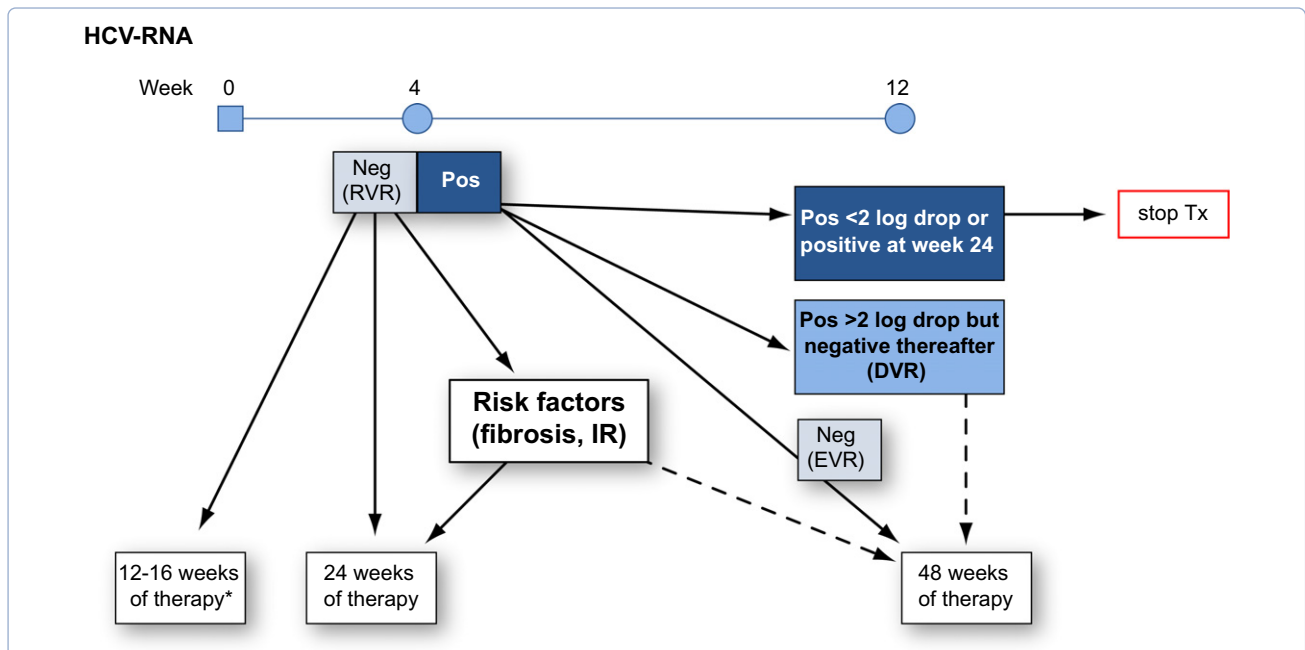 HCV-RNA
Week 0 4 12
Neg
(RVR)
Pos
Pos <2 log drop or
positive at week 24
stop Tx
Pos >2 log drop but
negative thereafter
(DVR)
Risk factors
(fibrosis, IR)
Neg
(EVR)
12-16 weeks
of therapy*
24 weeks
of therapy
48 weeks
of therapy